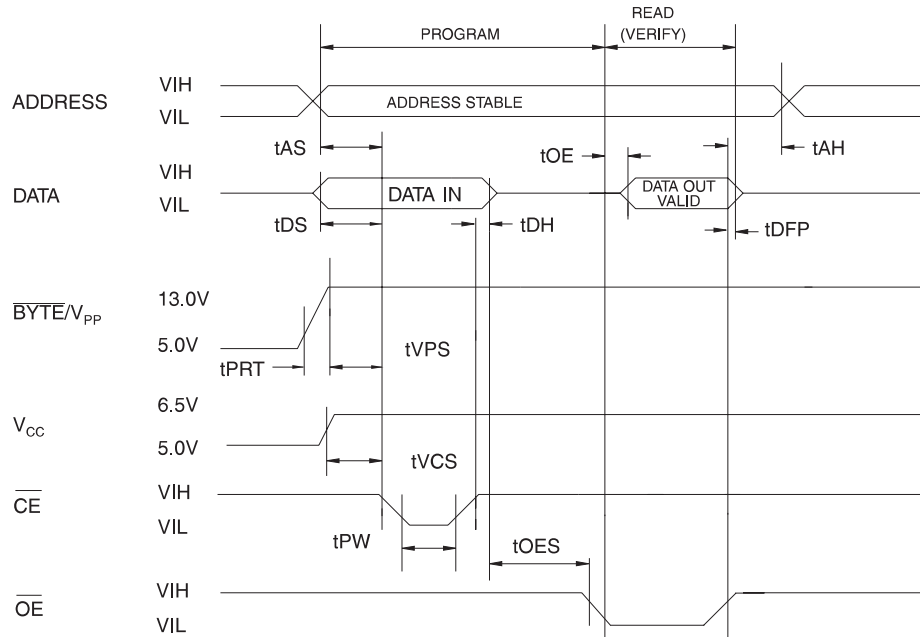 READ
PROGRAM (VERIFY)
ADDRESS VIH
VIL ADDRESS STABLE
tAS tOE tAH
DATA VIH
VIL DATA IN DATA OUT
VALID
tDS tDH tDFP
BYTE/VPP 13.0V
5.0V
tPRT tVPS
VCC 6.5V
5.0V
tVCS
CE VIH
VIL
tPW tOES
OE VIH
VIL